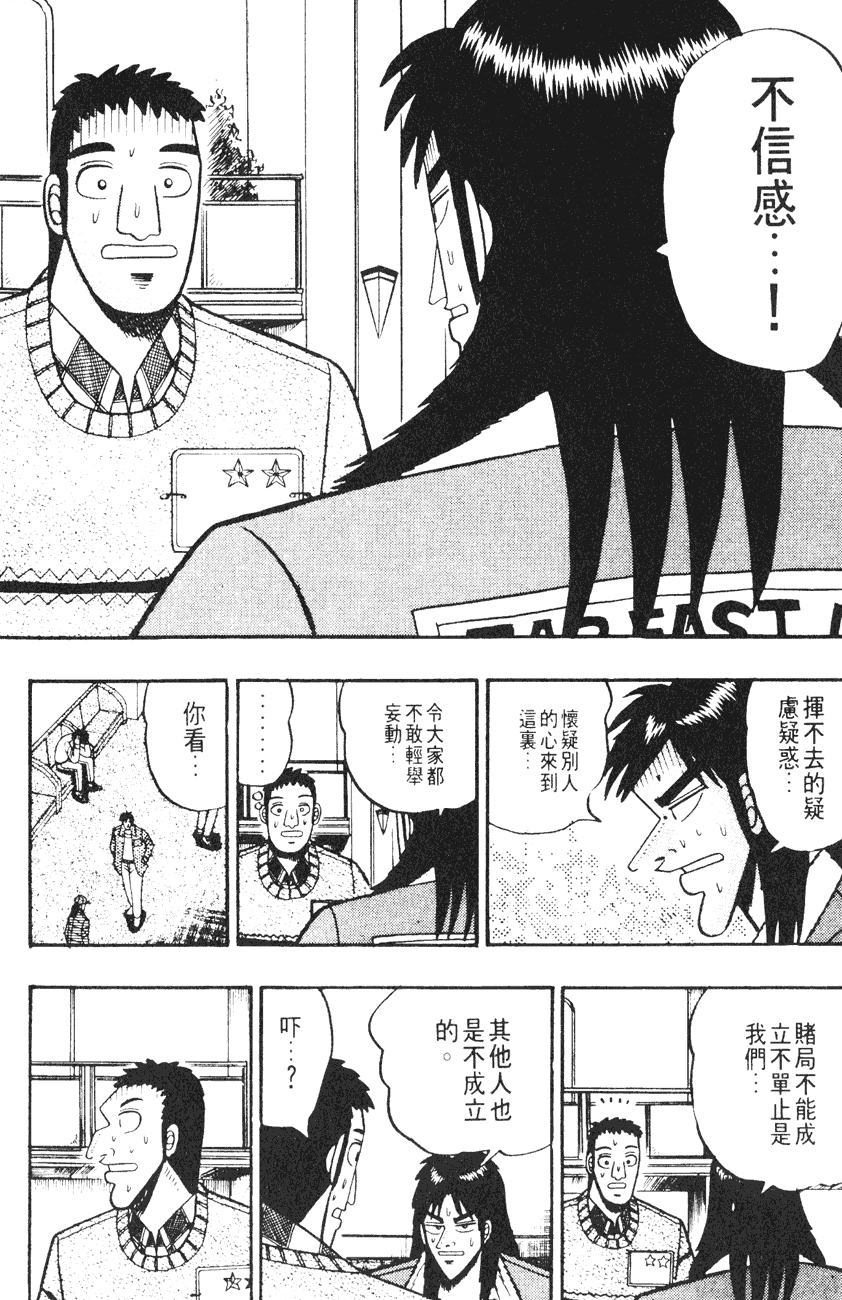 不信感…！
揮不去的疑
慮疑惑…
懷疑別人
的心來到
這裏…
令大家都
不敢輕舉
妄動…
………
你看…
賭局不能成
立不單止是
我們…
其他人也
是不成立
的。
吓…？